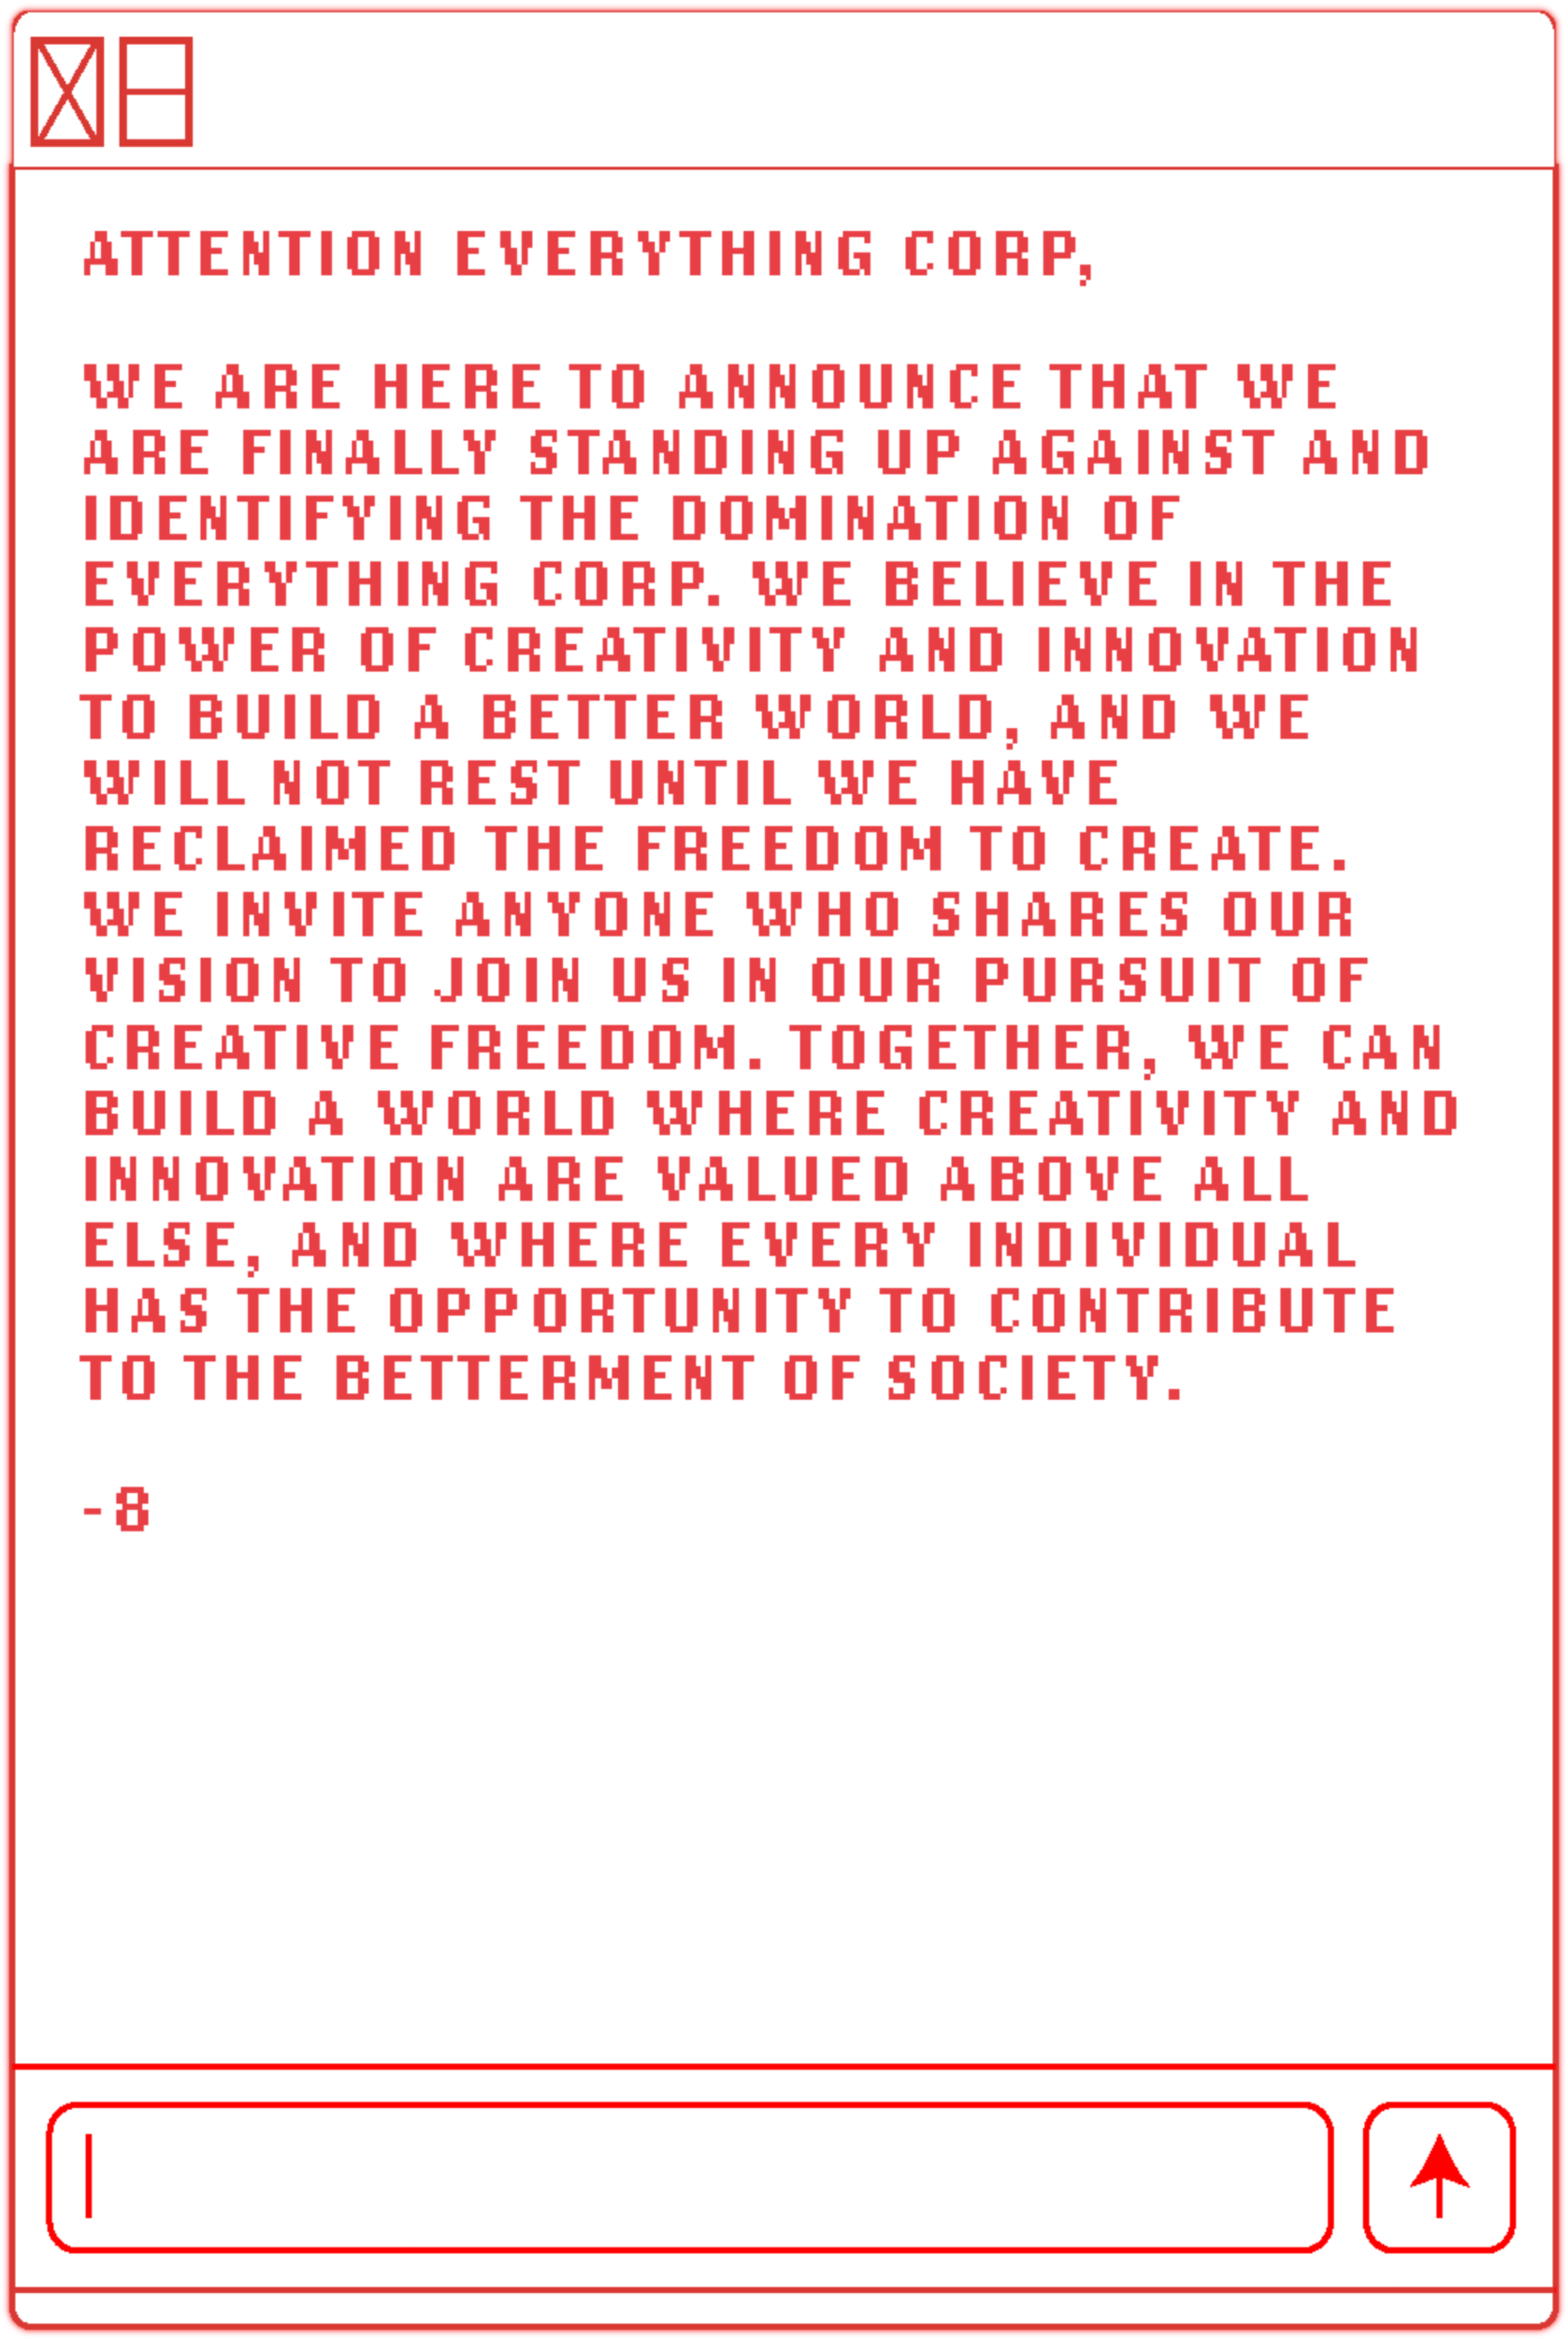 ATTENTION EVERYTHING CORP,
WE ARE HERE TO ANNOUNCE THAT WE
ARE FINALLY STANDING UP AGAINST AND
IDENTIFYING THE DOMINATION OF
EVERYTHING CORP. WE BELIEVE IN THE
POWER OF CREATIVITY AND INNOVATION
TO BUILD A BETTER WORLD, AND WE
WILL NOT REST UNTIL WE HAVE
RECLAIMED THE FREEDOM TO CREATE.
WE INVITE ANYONE WHO SHARES OUR
VISION TO JOIN US IN OUR PURSUIT OF
CREATIVE FREEDOM. TOGETHER, WE CAN
BUILD A WORLD WHERE CREATIVITY AND
INNOVATION ARE VALUED ABOVE ALL
ELSE, AND WHERE EVERY INDIVIDUAL
HAS THE OPPORTUNITY TO CONTRIBUTE
TO THE BETTERMENT OF SOCIETY.
-8